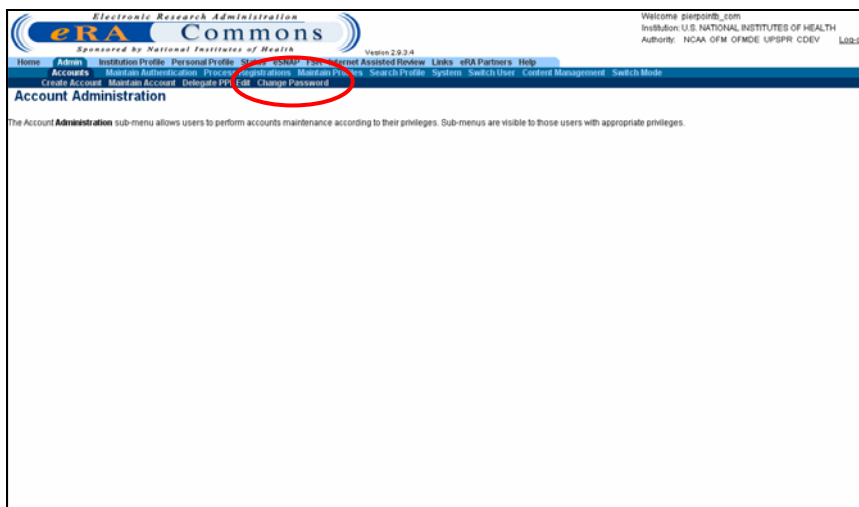 Electronic Research Administration
eRA Commons
Sponsored by National Institutes of Health
Version 2.9.3.4
Welcome pierpointb_com
Institution: U.S. NATIONAL INSTITUTES OF HEALTH
Authority: NCAA OFM OFMDE UPSPR CDEV Log-o
Home Admin Institution Profile Personal Profile Status eSNAP FSR Internet Assisted Review Links eRA Partners Help
Accounts Maintain Authentication Process Registrations Maintain Profiles Search Profile System Switch User Content Management Switch Mode
Create Account Maintain Account Delegate PPF Edit Change Password
Account Administration
The Account Administration sub-menu allows users to perform accounts maintenance according to their privileges. Sub-menus are visible to those users with appropriate privileges.